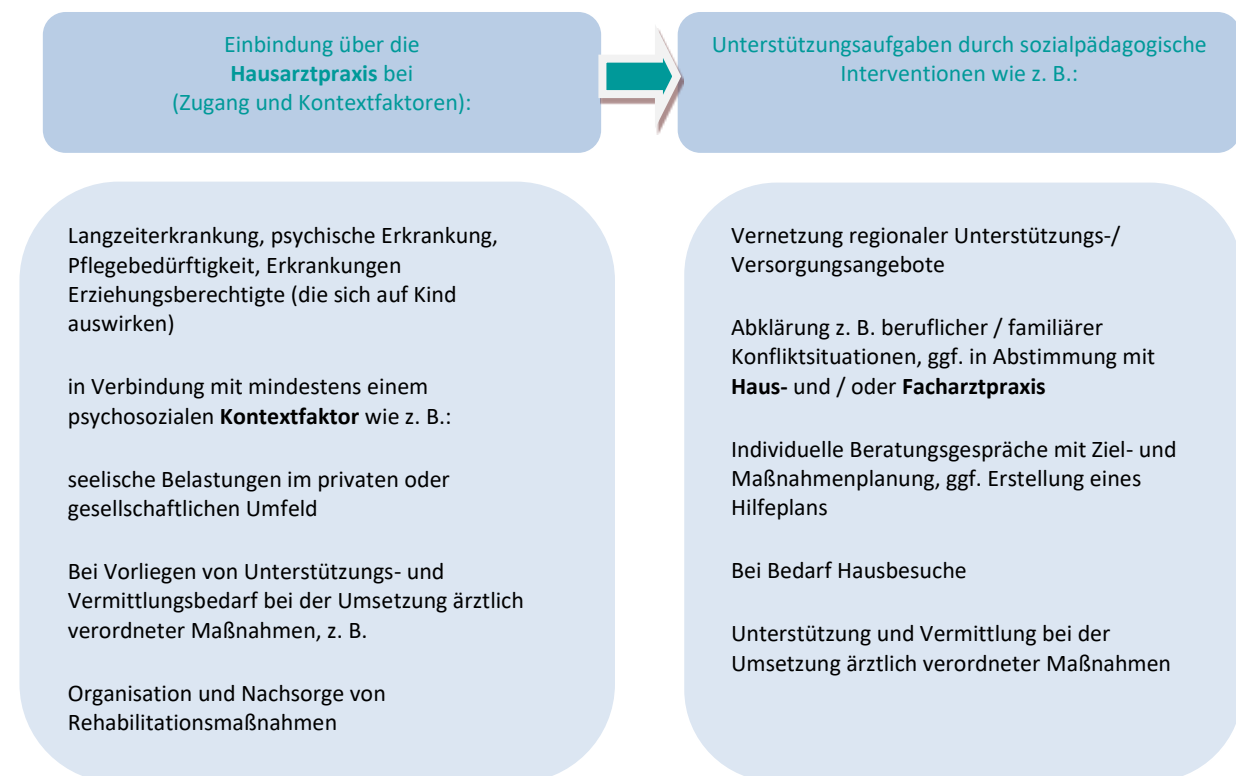 Einbindung über die
Hausarztpraxis bei
(Zugang und Kontextfaktoren):
Unterstützungsaufgaben durch sozialpädagogische
Interventionen wie z. B.:
Langzeiterkrankung, psychische Erkrankung,
Pflegebedürftigkeit, Erkrankungen
Erziehungsberechtigte (die sich auf Kind
auswirken)
in Verbindung mit mindestens einem
psychosozialen Kontextfaktor wie z. B.:
seelische Belastungen im privaten oder
gesellschaftlichen Umfeld
Bei Vorliegen von Unterstützungs- und
Vermittlungsbedarf bei der Umsetzung ärztlich
verordneter Maßnahmen, z. B.
Organisation und Nachsorge von
Rehabilitationsmaßnahmen
Vernetzung regionaler Unterstützungs-/
Versorgungsangebote
Abklärung z. B. beruflicher / familiärer
Konfliktsituationen, ggf. in Abstimmung mit
Haus- und / oder Facharztpraxis
Individuelle Beratungsgespräche mit Ziel- und
Maßnahmenplanung, ggf. Erstellung eines
Hilfeplans
Bei Bedarf Hausbesuche
Unterstützung und Vermittlung bei der
Umsetzung ärztlich verordneter Maßnahmen